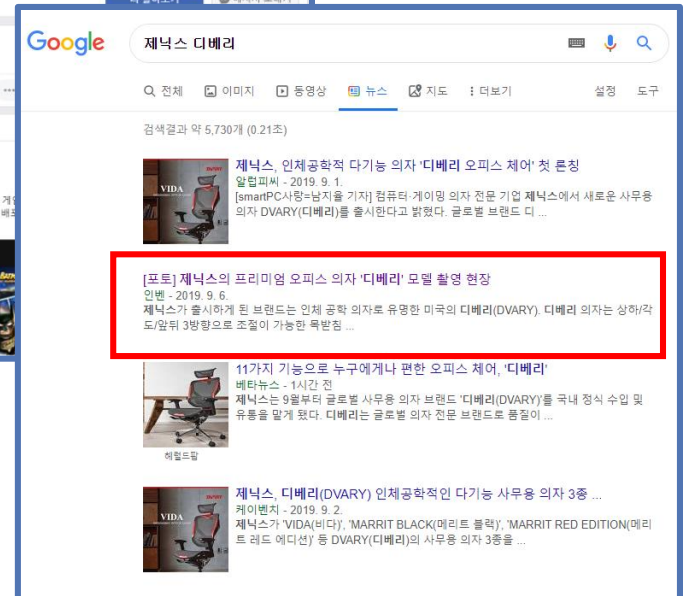 Google
제닉스 디베리
전체 이미지 동영상 뉴스 지도 더보기 설정 도구
검색결과 약 5,730개 (0.21초)
제닉스, 인체공학적 다기능 의자 '디베리 오피스 체어' 첫 론칭
알럽피씨 - 2019. 9. 1.
[smartPC사랑=남지율 기자] 컴퓨터·게이밍 의자 전문 기업 제닉스에서 새로운 사무용
의자 DVARY(디베리)를 출시한다고 밝혔다. 글로벌 브랜드 디 ...
VIDA
[포토] 제닉스의 프리미엄 오피스 의자 '디베리' 모델 촬영 현장
인벤 - 2019. 9. 6.
제닉스가 출시하게 된 브랜드는 인체 공학 의자로 유명한 미국의 디베리(DVARY). 디베리 의자는 상하/각
도/앞뒤 3방향으로 조절이 가능한 목받침 ...
11가지 기능으로 누구에게나 편한 오피스 체어, '디베리'
베타뉴스 - 1시간 전
제닉스는 9월부터 글로벌 사무용 의자 브랜드 '디베리(DVARY)'를 국내 정식 수입 및
유통을 맡게 됐다. 디베리는 글로벌 의자 전문 브랜드로 품질이 ...
헤럴드팝
제닉스, 디베리(DVARY) 인체공학적인 다기능 사무용 의자 3종 ...
케이벤치 - 2019. 9. 2.
제닉스가 'VIDA(비다)', 'MARRIT BLACK(메리트 블랙)', 'MARRIT RED EDITION(메리
트 레드 에디션)' 등 DVARY(디베리)의 사무용 의자 3종을 ...
VIDA